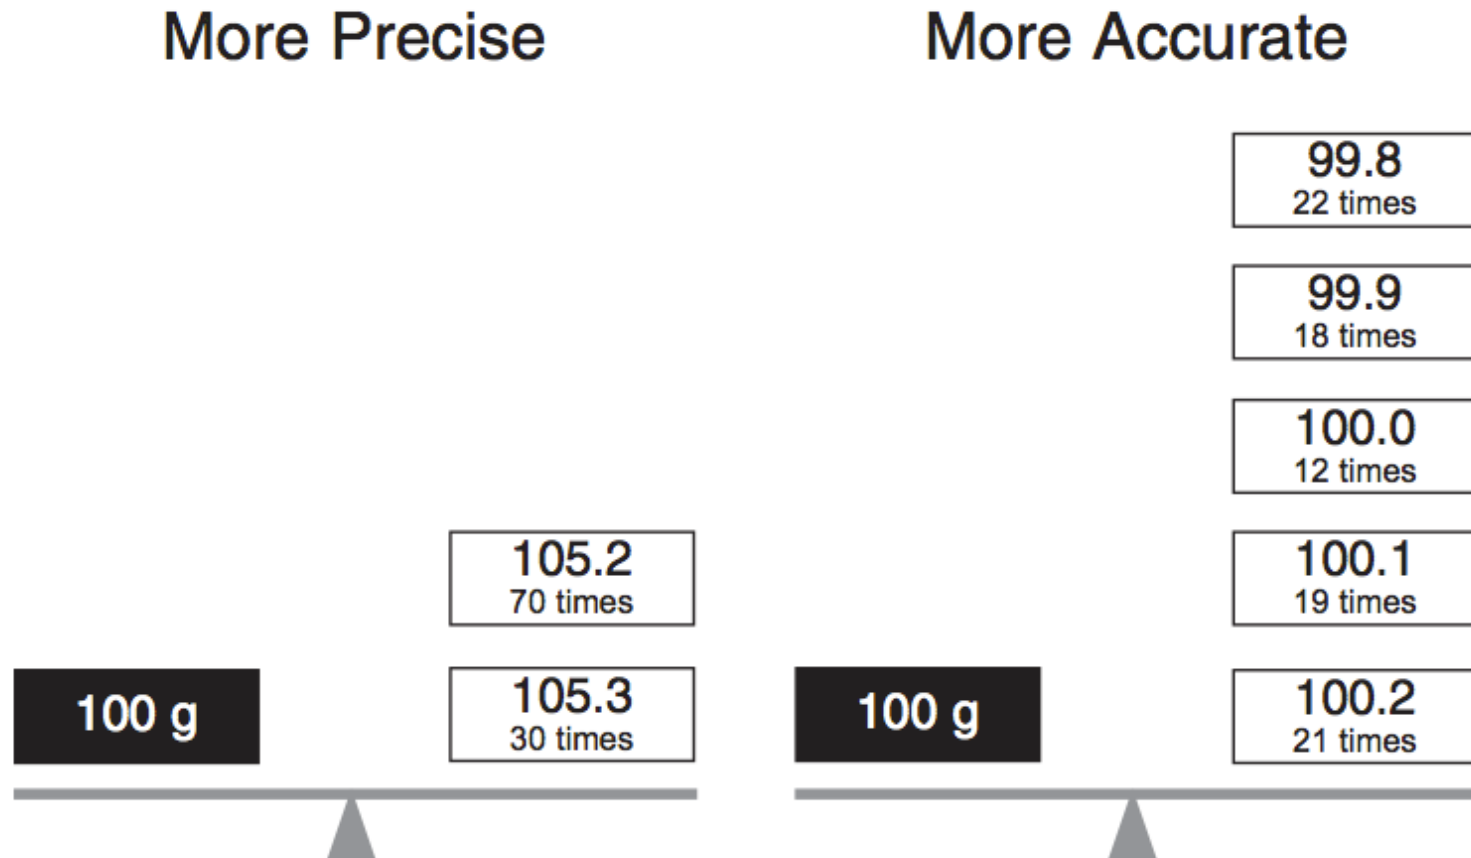 More Precise
More Accurate
99.8
22 times
99.9
18 times
100.0
12 times
105.2
70 times
100.1
19 times
100 g
105.3
30 times
100 g
100.2
21 times